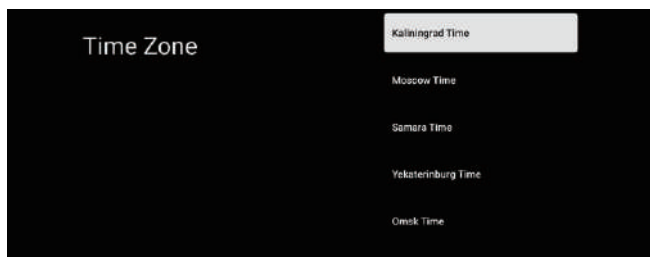 Time Zone
Kaliningrad Time
Moscow Time
Samara Time
Yekaterinburg Time
Omsk Time